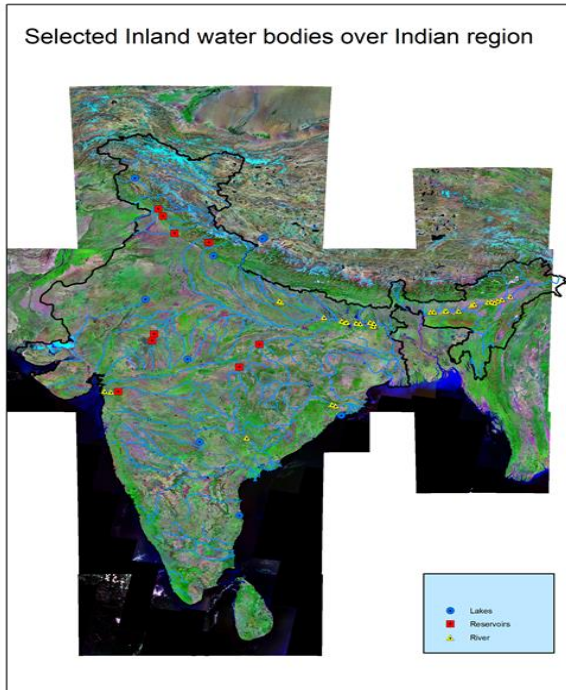 Selected Inland water bodies over Indian region
Lakes
Reservoirs
River